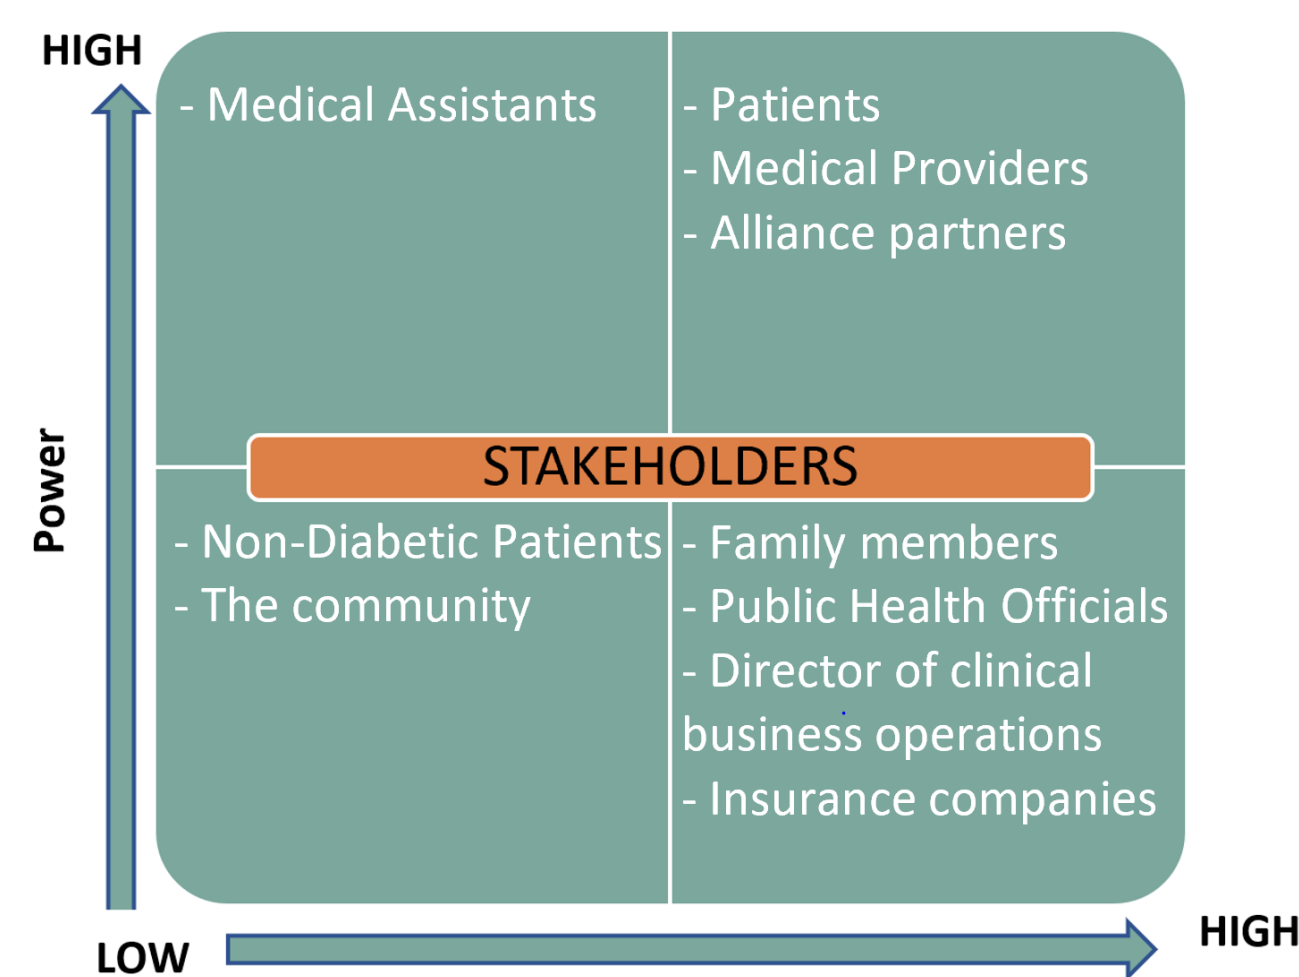 HIGH
- Medical Assistants
- Patients
- Medical Providers
- Alliance partners
Power
STAKEHOLDERS
- Non-Diabetic Patients
- The community
- Family members
- Public Health Officials
- Director of clinical
business operations
- Insurance companies
LOW
HIGH